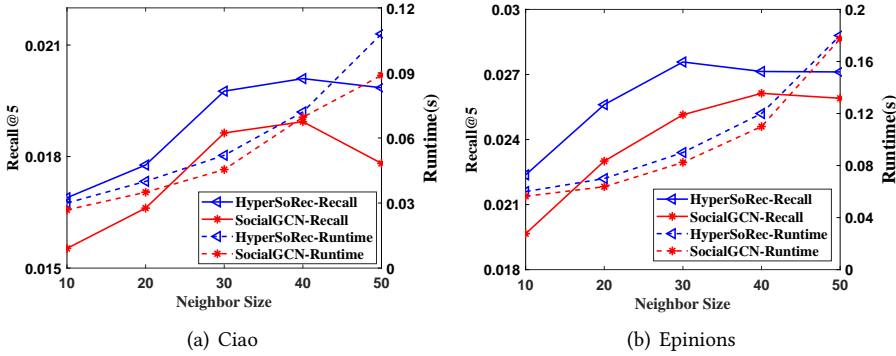 0.12
0.021
0.09
Recall@5
0.018
0.06
Runtime(s)
HyperSoRec-Recall
SocialGCN-Recall
HyperSoRec-Runtime
SocialGCN-Runtime
0.03
0.015
0
10 20 30 40 50
Neighbor Size
(a) Ciao
0.03
0.2
0.027
0.16
Recall@5
0.024
0.12
Runtime(s)
0.08
0.021
HyperSoRec-Recall
SocialGCN-Recall
HyperSoRec-Runtime
SocialGCN-Runtime
0.04
0.018
0
10 20 30 40 50
Neighbor Size
(b) Epinions